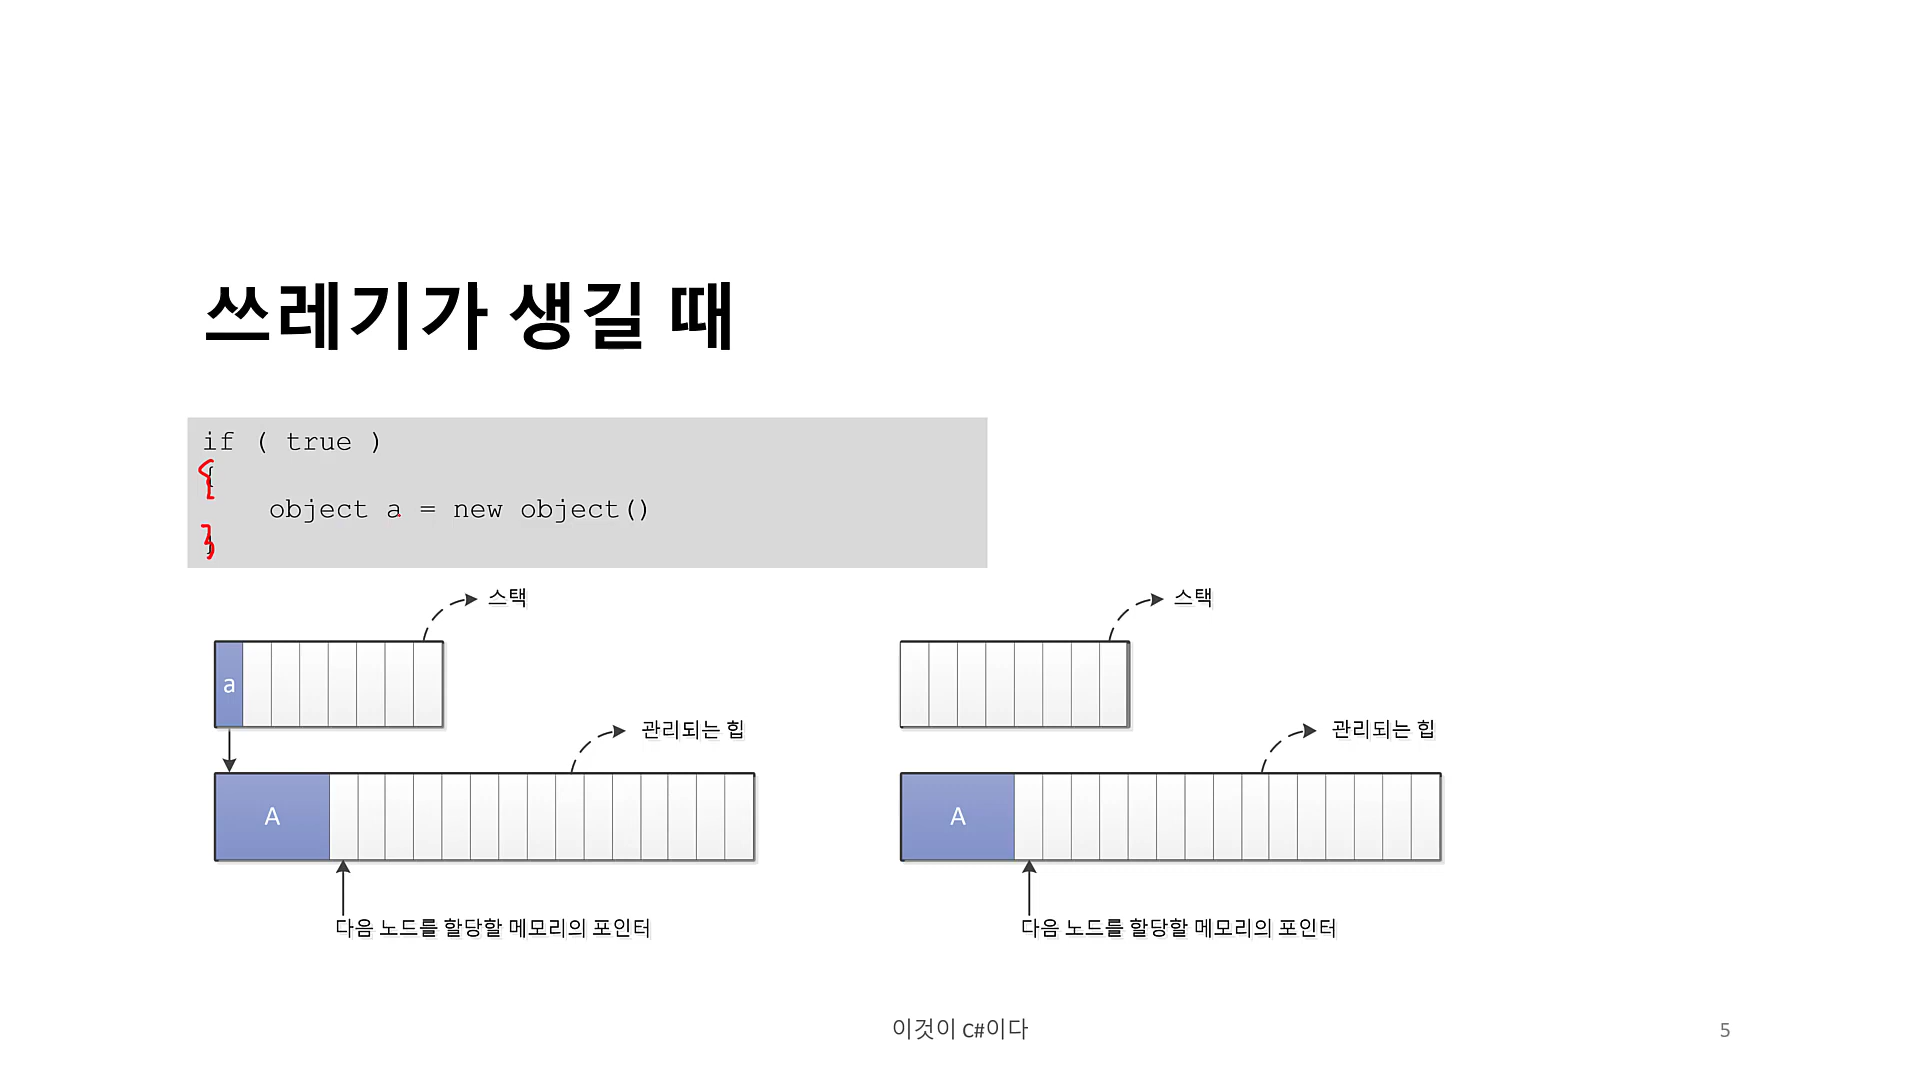 쓰레기가 생길 때
if ( true )
{
object a = new object()
}
스택
a
관리되는 힙
A
다음 노드를 할당할 메모리의 포인터
스택
관리되는 힙
A
다음 노드를 할당할 메모리의 포인터
이것이 C#이다
5